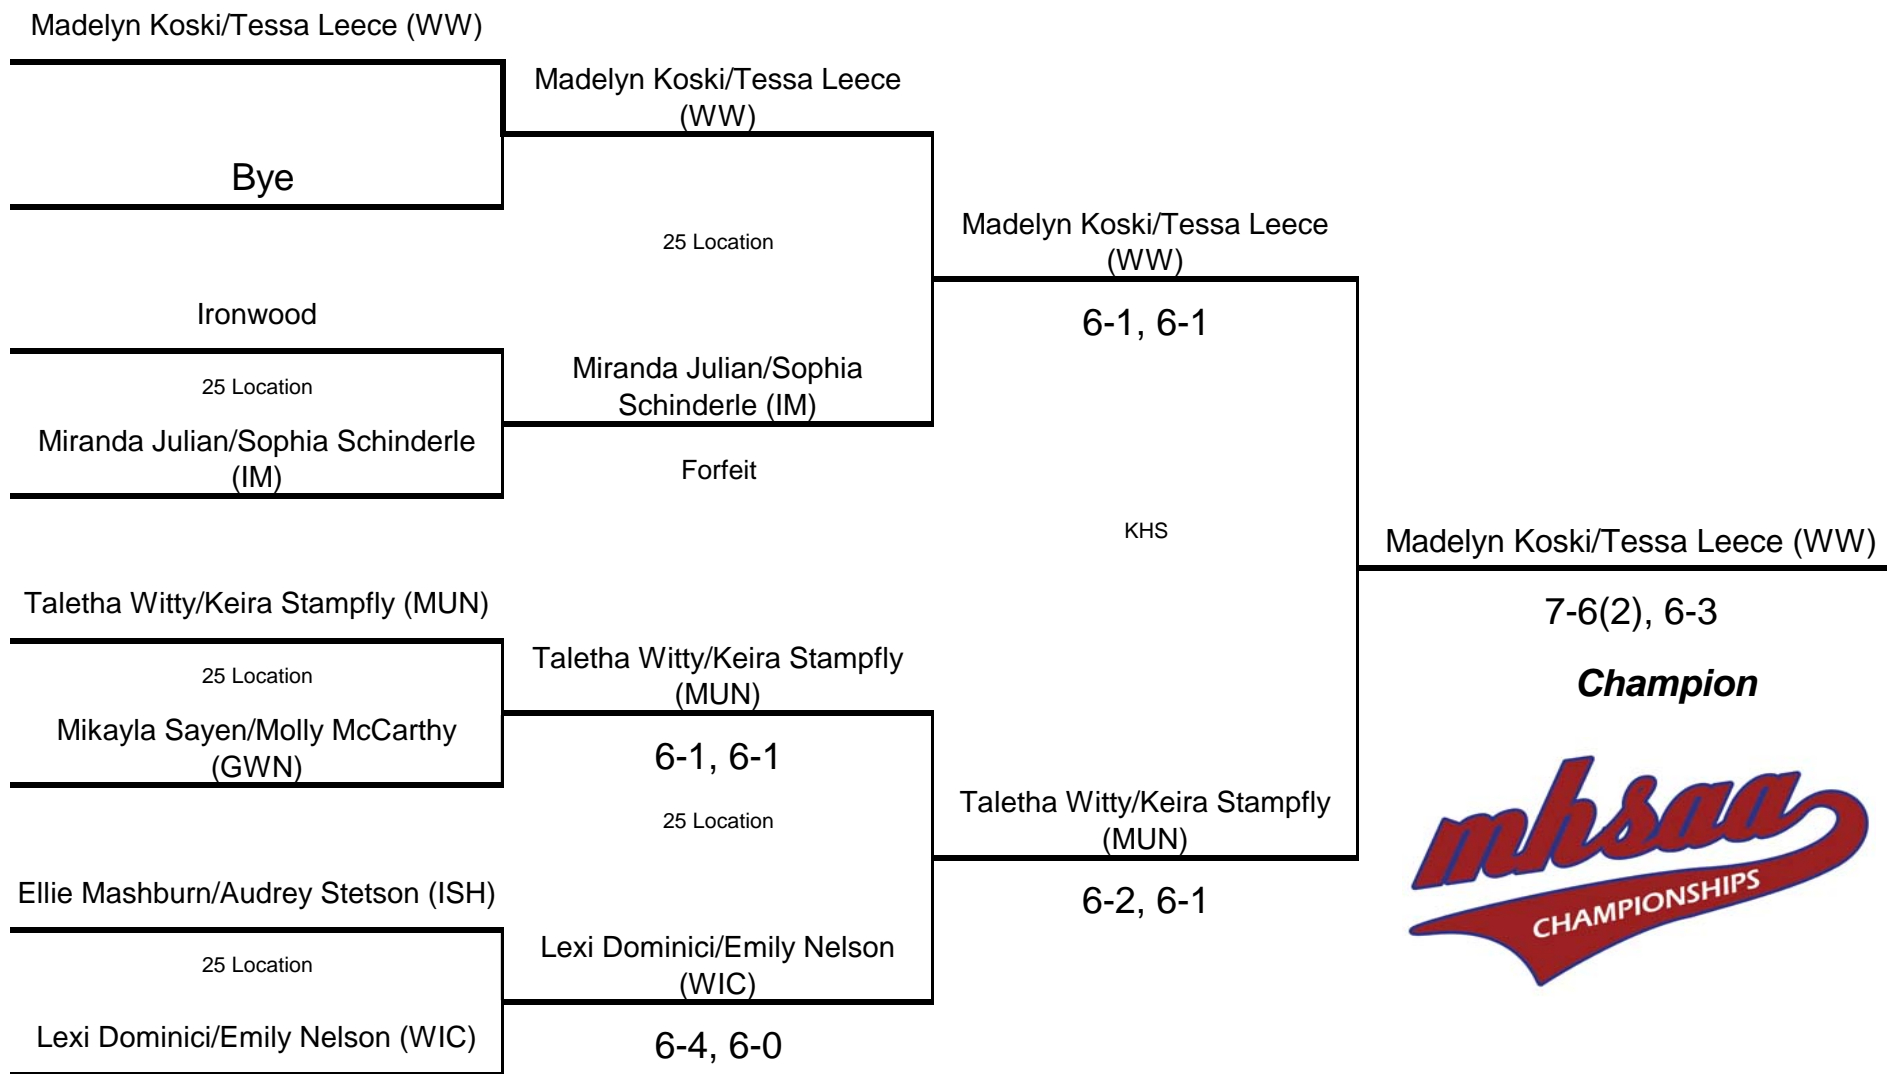 Madelyn Koski/Tessa Leece (WW)
Bye
Ironwood
25 Location
Miranda Julian/Sophia Schinderle
(IM)
Taletha Witty/Keira Stampfly (MUN)
25 Location
Mikayla Sayen/Molly McCarthy
(GWN)
Ellie Mashburn/Audrey Stetson (ISH)
25 Location
Lexi Dominici/Emily Nelson (WIC)
Madelyn Koski/Tessa Leece
(WW)
25 Location
Miranda Julian/Sophia
Schinderle (IM)
Forfeit
Taletha Witty/Keira Stampfly
(MUN)
6-1, 6-1
25 Location
Lexi Dominici/Emily Nelson
(WIC)
6-4, 6-0
Madelyn Koski/Tessa Leece
(WW)
6-1, 6-1
KHS
Taletha Witty/Keira Stampfly
(MUN)
6-2, 6-1
Madelyn Koski/Tessa Leece (WW)
7-6(2), 6-3
Champion
mhsaa
CHAMPIONSHIPS